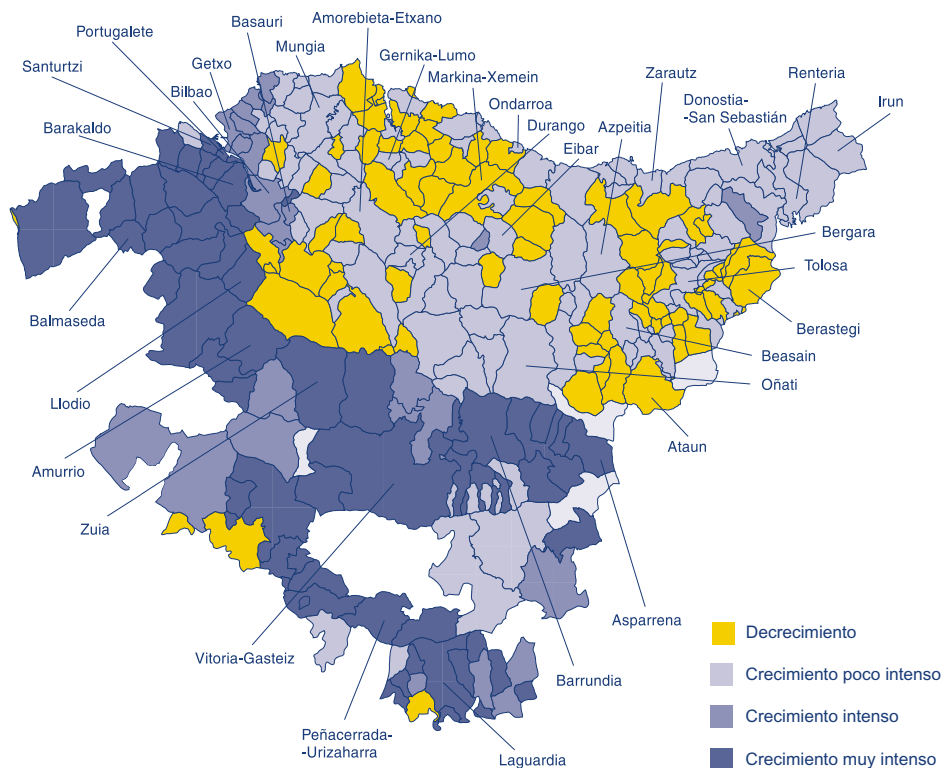 Amorebieta-Etxano
Basauri
Portugalete
Mungia
Gernika-Lumo
Santurtzi
Getxo
Markina-Xemein
Zarautz
Renteria
Bilbao
Ondarroa
Donostia-
-San Sebastián
Irun
Barakaldo
Durango
Azpeitia
Eibar
Bergara
Tolosa
Balmaseda
Berastegi
Beasain
Llodio
Oñati
Amurrio
Ataun
Zuia
Asparrena
Vitoria-Gasteiz
Barrundia
Peñacerrada-
-Urizaharra
Laguardia
Decrecimiento
Crecimiento poco intenso
Crecimiento intenso
Crecimiento muy intenso